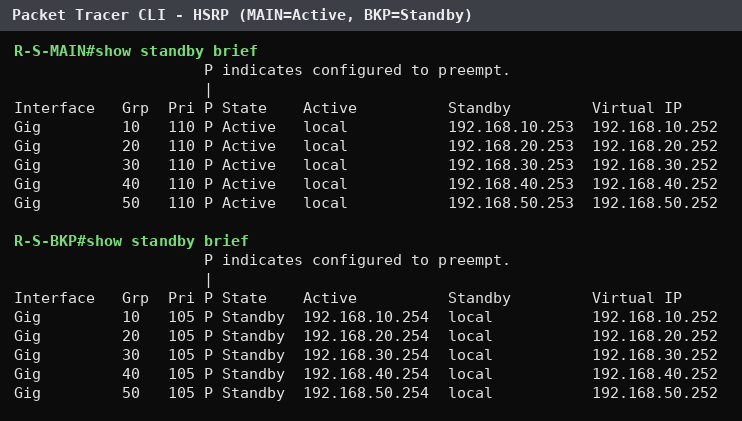 Packet Tracer CLI - HSRP (MAIN=Active, BKP=Standby)
R-S-MAIN#show standby brief
                     P indicates configured to preempt.
                     |
Interface   Grp  Pri P State    Active          Standby         Virtual IP
Gig         10   110 P Active   local           192.168.10.253  192.168.10.252
Gig         20   110 P Active   local           192.168.20.253  192.168.20.252
Gig         30   110 P Active   local           192.168.30.253  192.168.30.252
Gig         40   110 P Active   local           192.168.40.253  192.168.40.252
Gig         50   110 P Active   local           192.168.50.253  192.168.50.252
R-S-BKP#show standby brief
                     P indicates configured to preempt.
                     |
Interface   Grp  Pri P State    Active          Standby         Virtual IP
Gig         10   105 P Standby  192.168.10.254  local           192.168.10.252
Gig         20   105 P Standby  192.168.20.254  local           192.168.20.252
Gig         30   105 P Standby  192.168.30.254  local           192.168.30.252
Gig         40   105 P Standby  192.168.40.254  local           192.168.40.252
Gig         50   105 P Standby  192.168.50.254  local           192.168.50.252